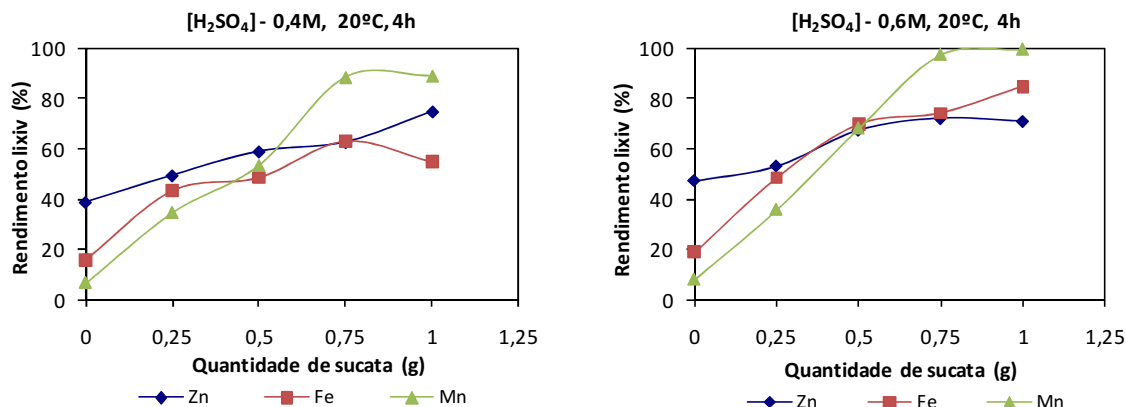 [H₂SO₄] - 0,4M, 20ºC, 4h
Rendimento lixiv (%)
100
80
60
40
20
0
0 0,25 0,5 0,75 1 1,25
Quantidade de sucata (g)
Zn Fe Mn
[H₂SO₄] - 0,6M, 20ºC, 4h
Rendimento lixiv (%)
100
80
60
40
20
0
0 0,25 0,5 0,75 1 1,25
Quantidade de sucata (g)
Zn Fe Mn